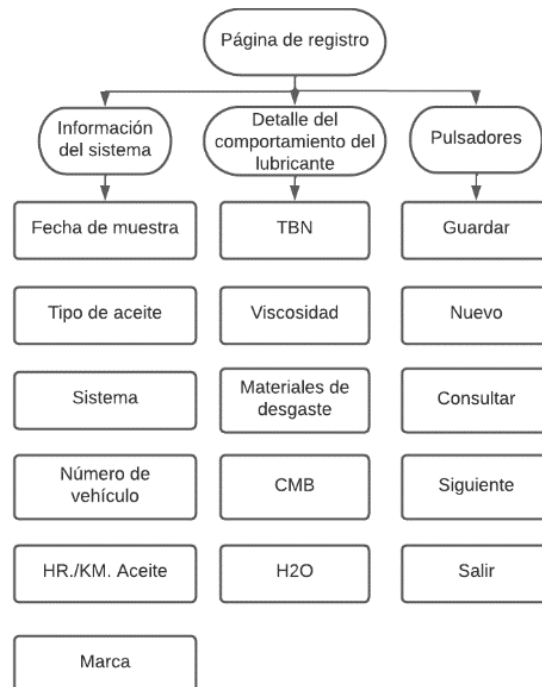 Página de registro
Información
del sistema
Detalle del
comportamiento del
lubricante
Pulsadores
Fecha de muestra
TBN
Guardar
Tipo de aceite
Viscosidad
Nuevo
Sistema
Materiales de
desgaste
Consultar
Número de
vehículo
CMB
Siguiente
HR./KM. Aceite
H2O
Salir
Marca